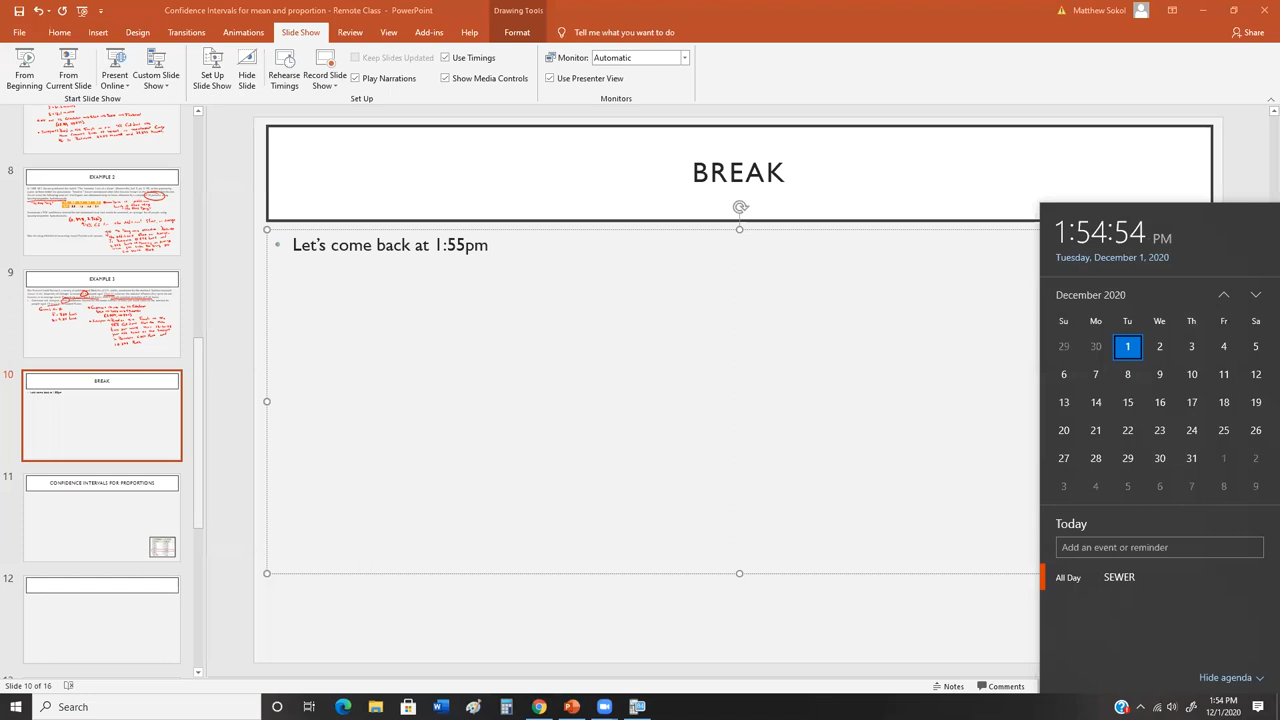 Confidence Intervals for mean and proportion - Remote Class - PowerPoint
Drawing Tools
Matthew Sokol
File Home Insert Design Transitions Animations Slide Show Review View Add-ins Help Format Tell me what you want to do Share
From Beginning
From Current Slide
Present Online
Custom Slide Show
Start Slide Show
Set Up Slide Show
Hide Slide
Rehearse Timings
Record Slide Show
Keep Slides Updated
Play Narrations
Use Timings
Show Media Controls
Set Up
Monitor: Automatic
Use Presenter View
Monitors
8
EXAMPLE 2
9
EXAMPLE 3
10
BREAK
11
CONFIDENCE INTERVALS FOR PROPORTIONS
12
BREAK
• Let's come back at 1:55pm
1:54:54 PM
Tuesday, December 1, 2020
December 2020
Su Mo Tu We Th Fr Sa
29 30 1 2 3 4 5
6 7 8 9 10 11 12
13 14 15 16 17 18 19
20 21 22 23 24 25 26
27 28 29 30 31 1 2
3 4 5 6 7 8 9
Today
Add an event or reminder
All Day SEWER
Hide agenda
Slide 10 of 16
Notes Comments
Search
1:54 PM
12/1/2020